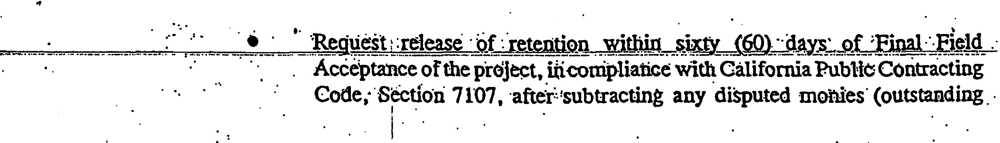 ● Request release of retention within sixty (60) days of Final Field
Acceptance of the project, in compliance with California Public Contracting
Code, Section 7107, after subtracting any disputed monies (outstanding